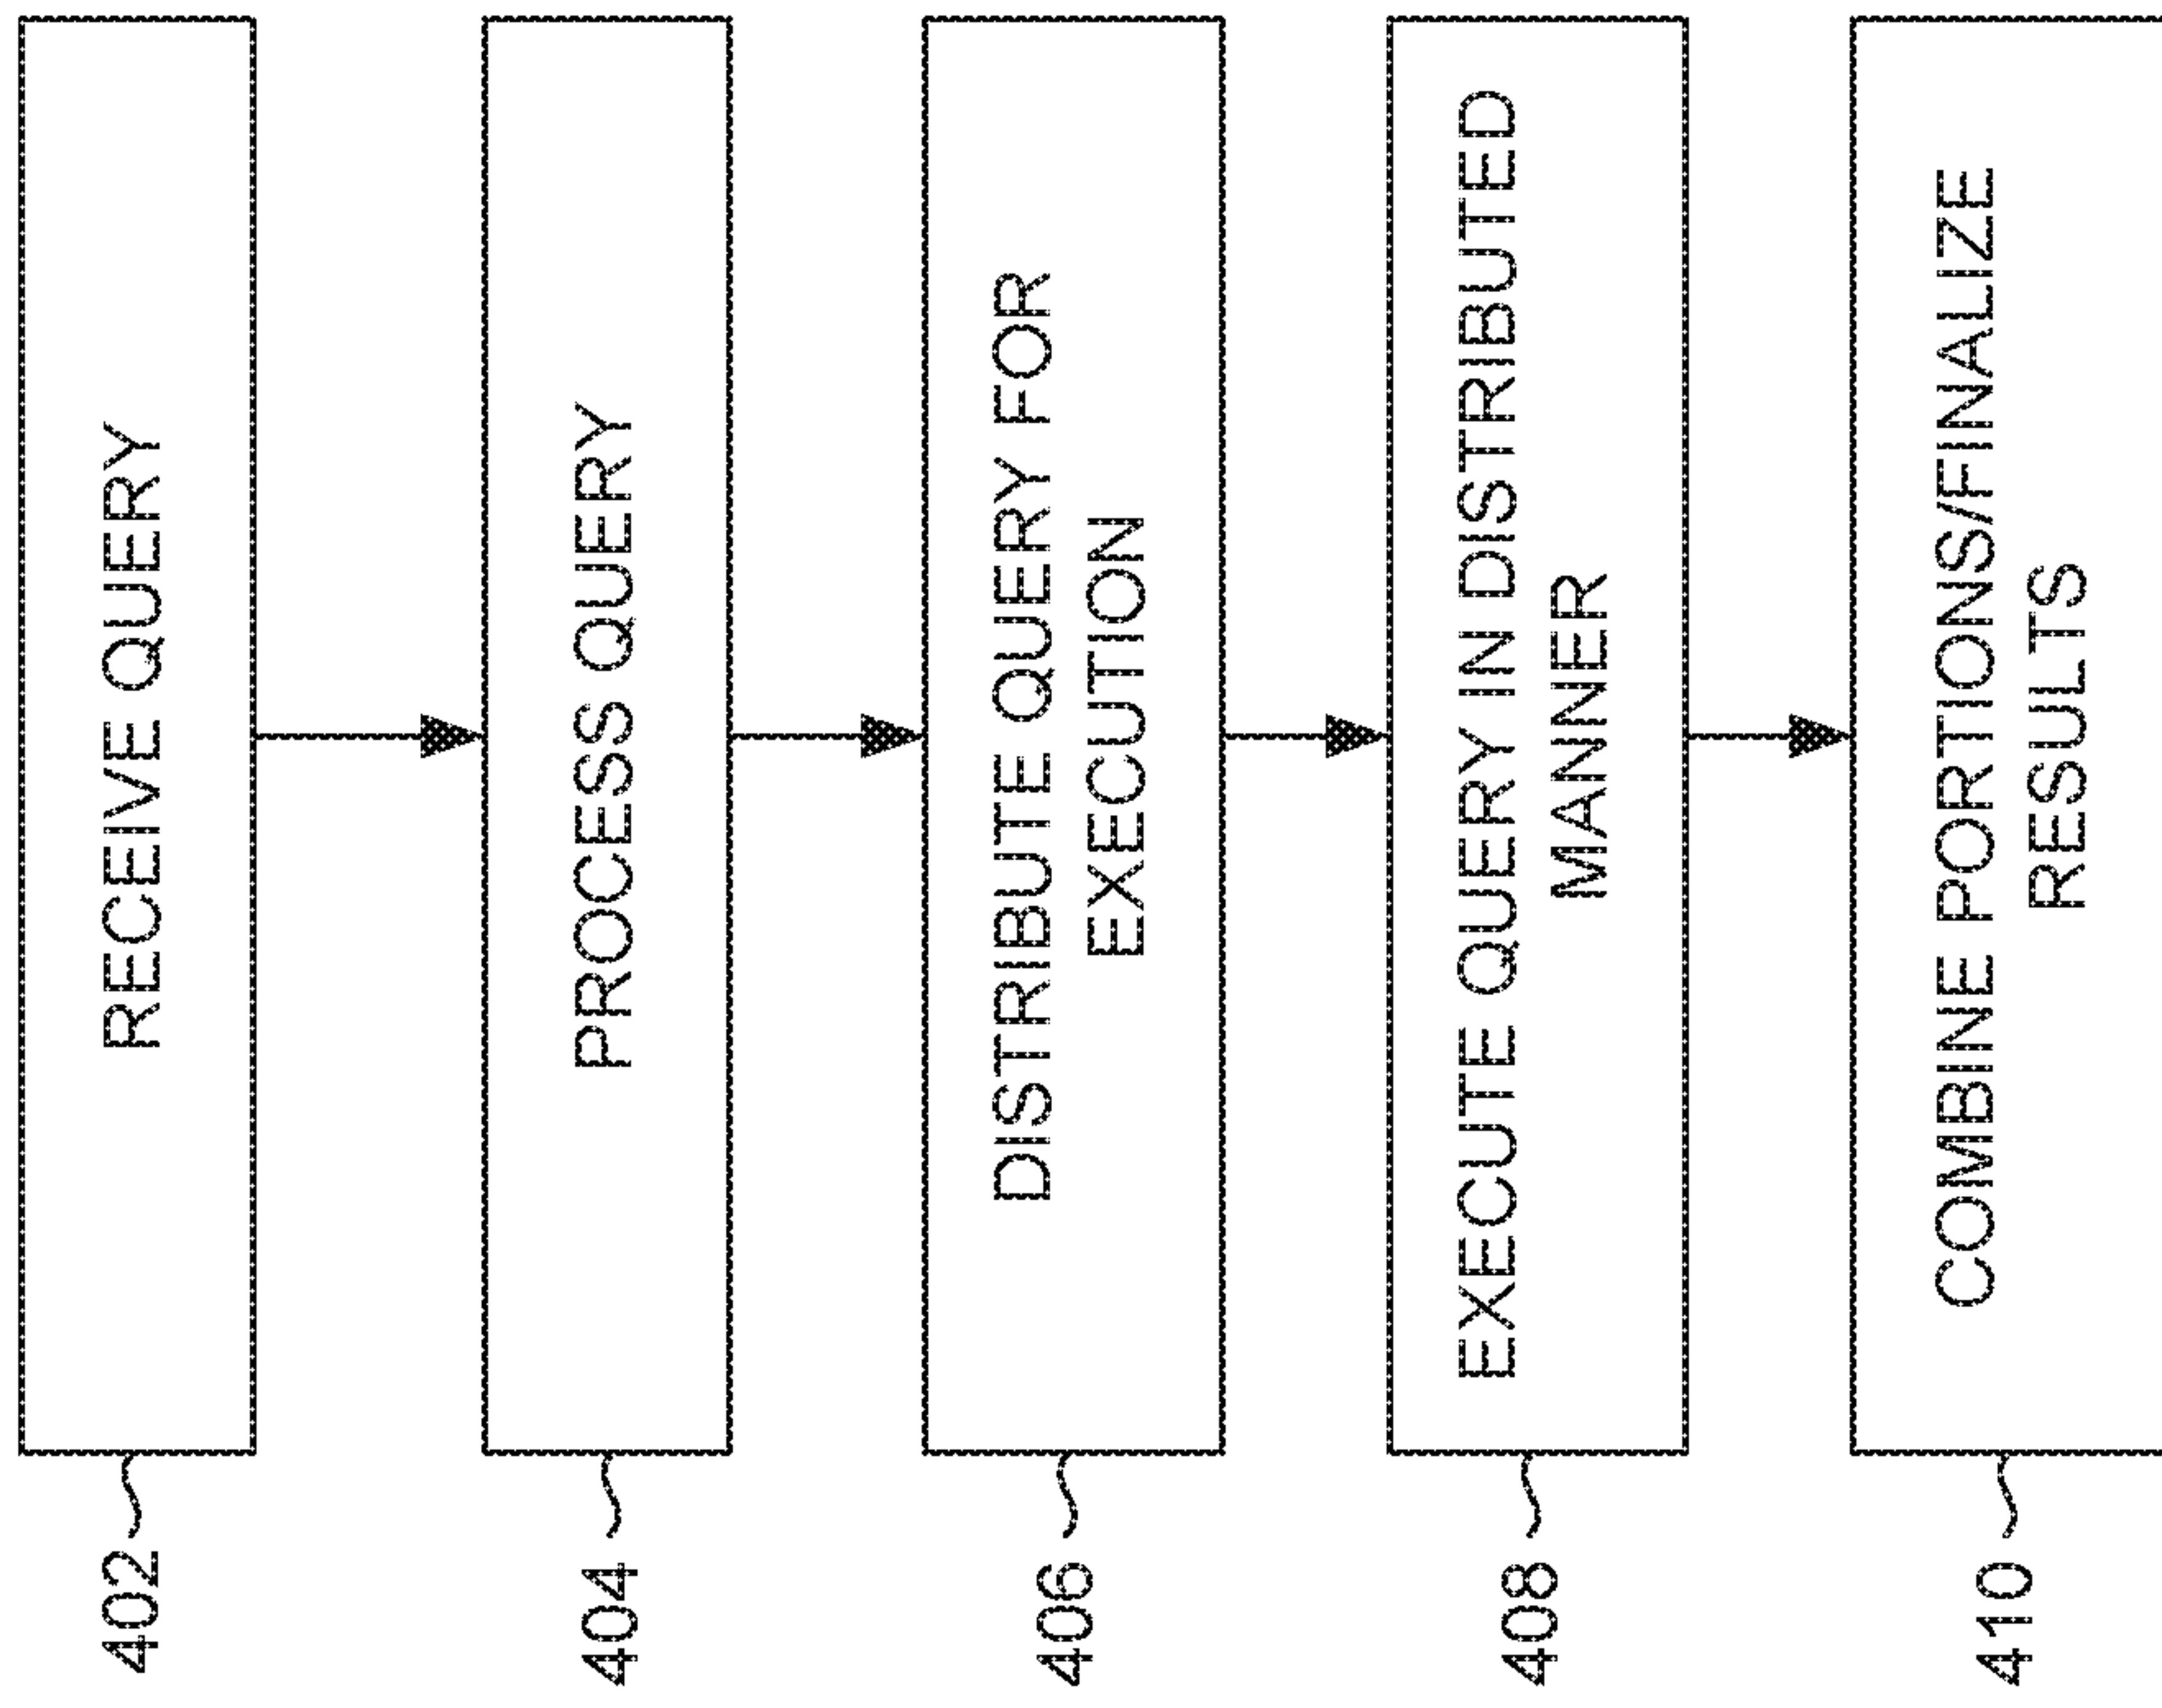 402
RECEIVE QUERY
404
PROCESS QUERY
406
DISTRIBUTE QUERY FOR
EXECUTION
408
EXECUTE QUERY IN DISTRIBUTED
MANNER
410
COMBINE PORTIONS/FINALIZE
RESULTS